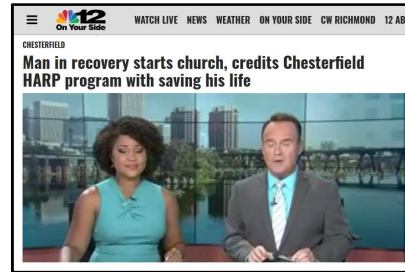 12
On Your Side
WATCH LIVE NEWS WEATHER ON YOUR SIDE CW RICHMOND 12 AB
CHESTERFIELD
Man in recovery starts church, credits Chesterfield
HARP program with saving his life